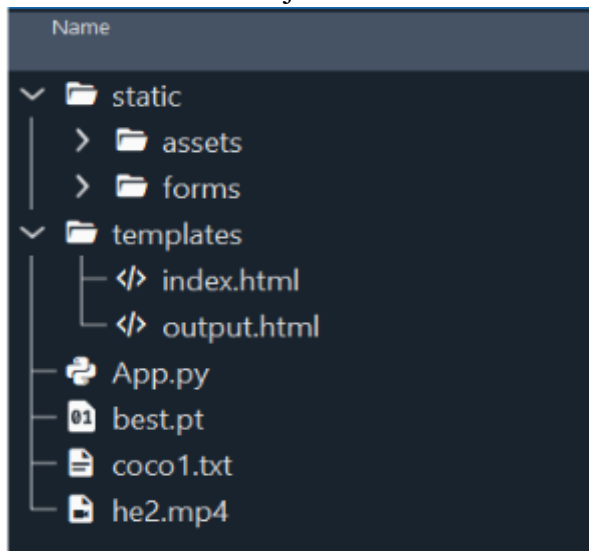 Name
static
assets
forms
templates
index.html
output.html
App.py
best.pt
coco1.txt
he2.mp4